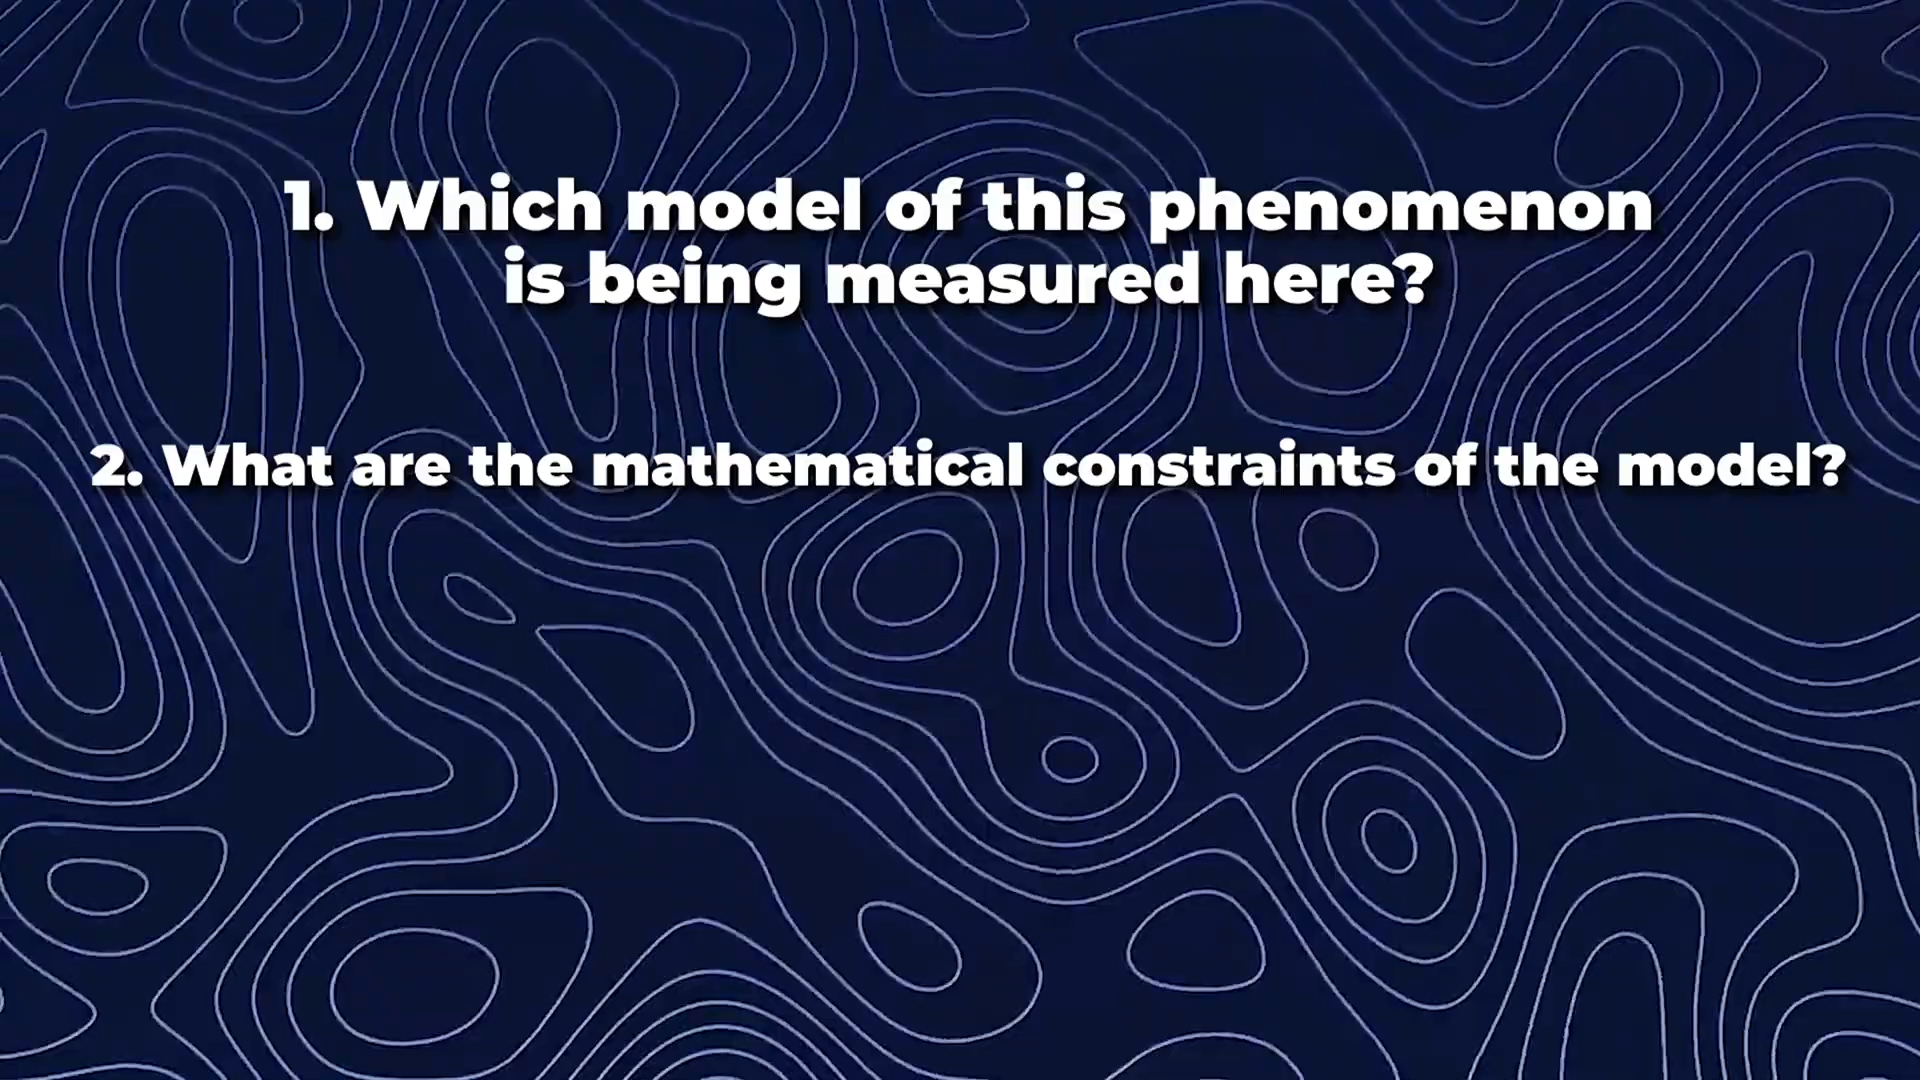 1. Which model of this phenomenon
is being measured here?
2. What are the mathematical constraints of the model?